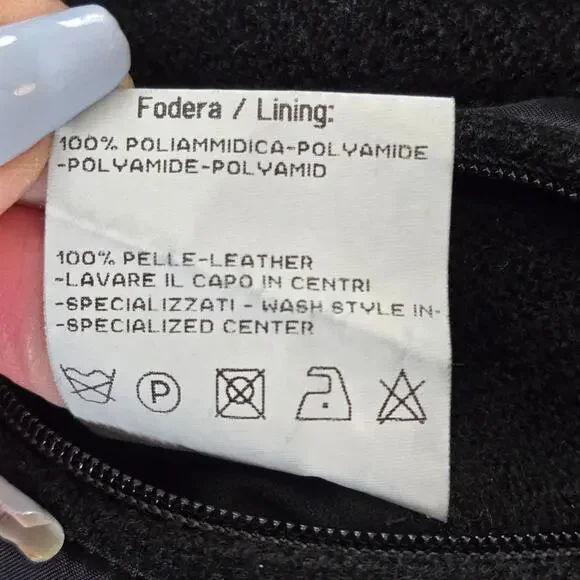 Fodera / Lining:
100% POLIAMMIDICA-POLYAMIDE
-POLYAMIDE-POLYAMID
100% PELLE-LEATHER
-LAVARE IL CAPO IN CENTRI
-SPECIALIZZATI - WASH STYLE IN-
-SPECIALIZED CENTER
P